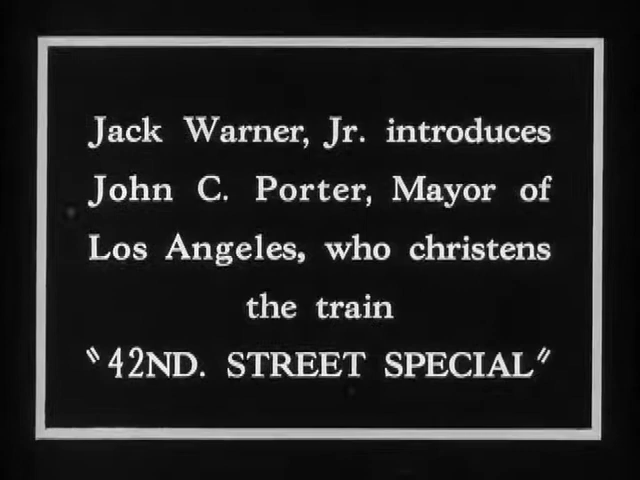 Jack Warner, Jr. introduces
John C. Porter, Mayor of
Los Angeles, who christens
the train
"42ND. STREET SPECIAL"